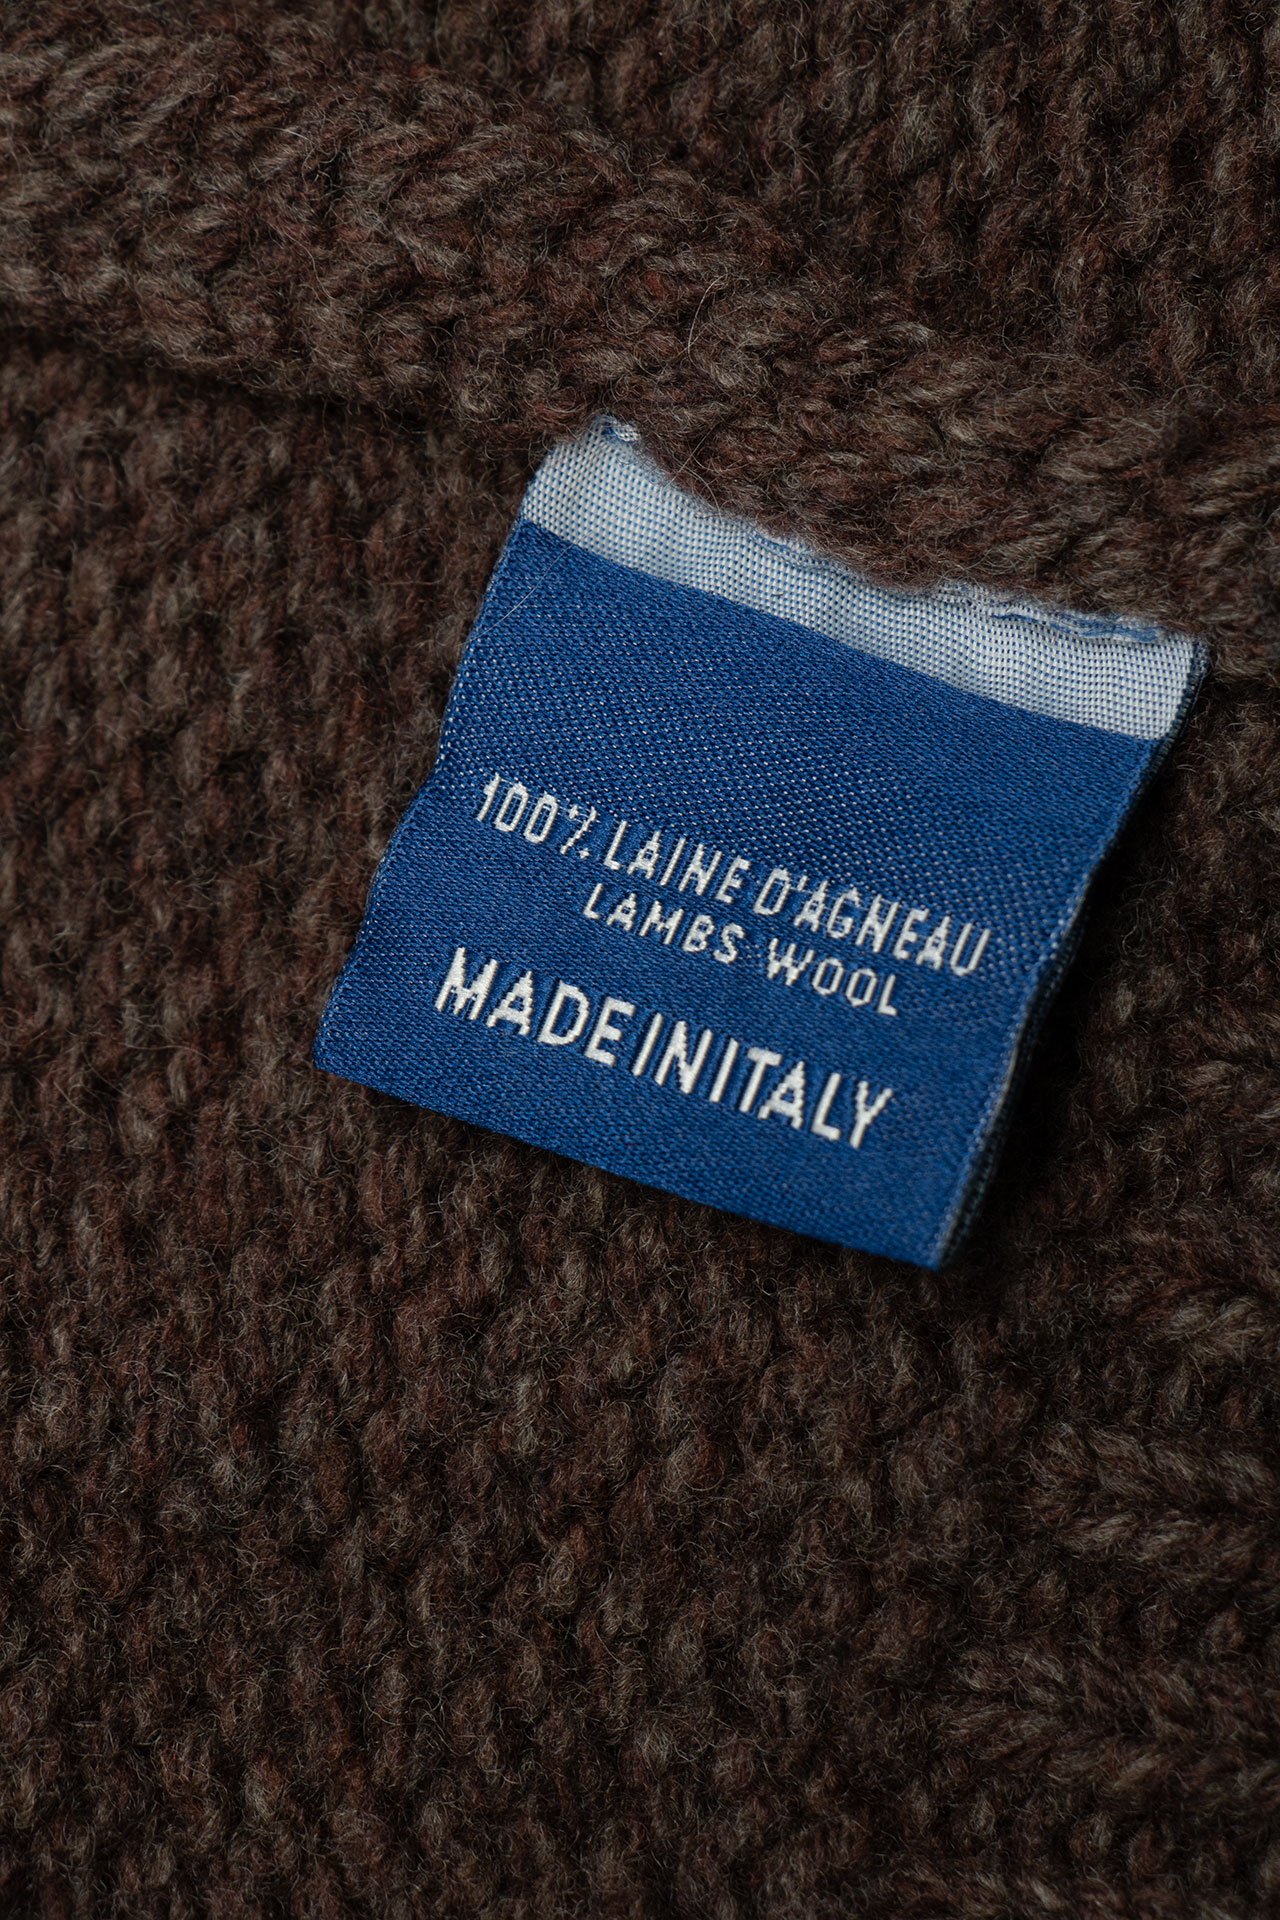 100% LAINE D'AGNEAU
LAMBS WOOL
MADE IN ITALY